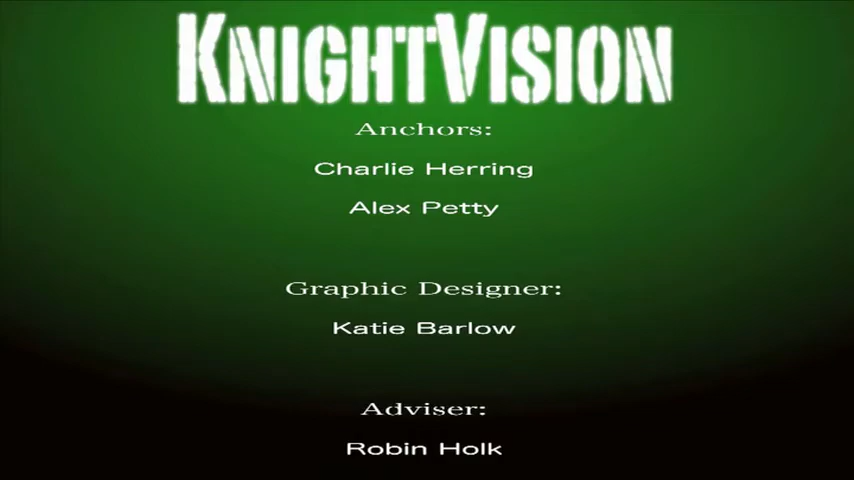 KNIGHTVISION
Anchors:
Charlie Herring
Alex Petty
Graphic Designer:
Katie Barlow
Adviser:
Robin Holk